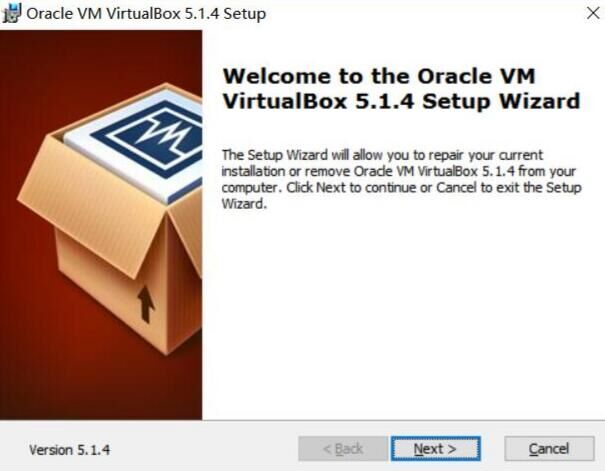 Oracle VM VirtualBox 5.1.4 Setup
Welcome to the Oracle VM
VirtualBox 5.1.4 Setup Wizard
The Setup Wizard will allow you to repair your current
installation or remove Oracle VM VirtualBox 5.1.4 from your
computer. Click Next to continue or Cancel to exit the Setup
Wizard.
Version 5.1.4
< Back
Next >
Cancel